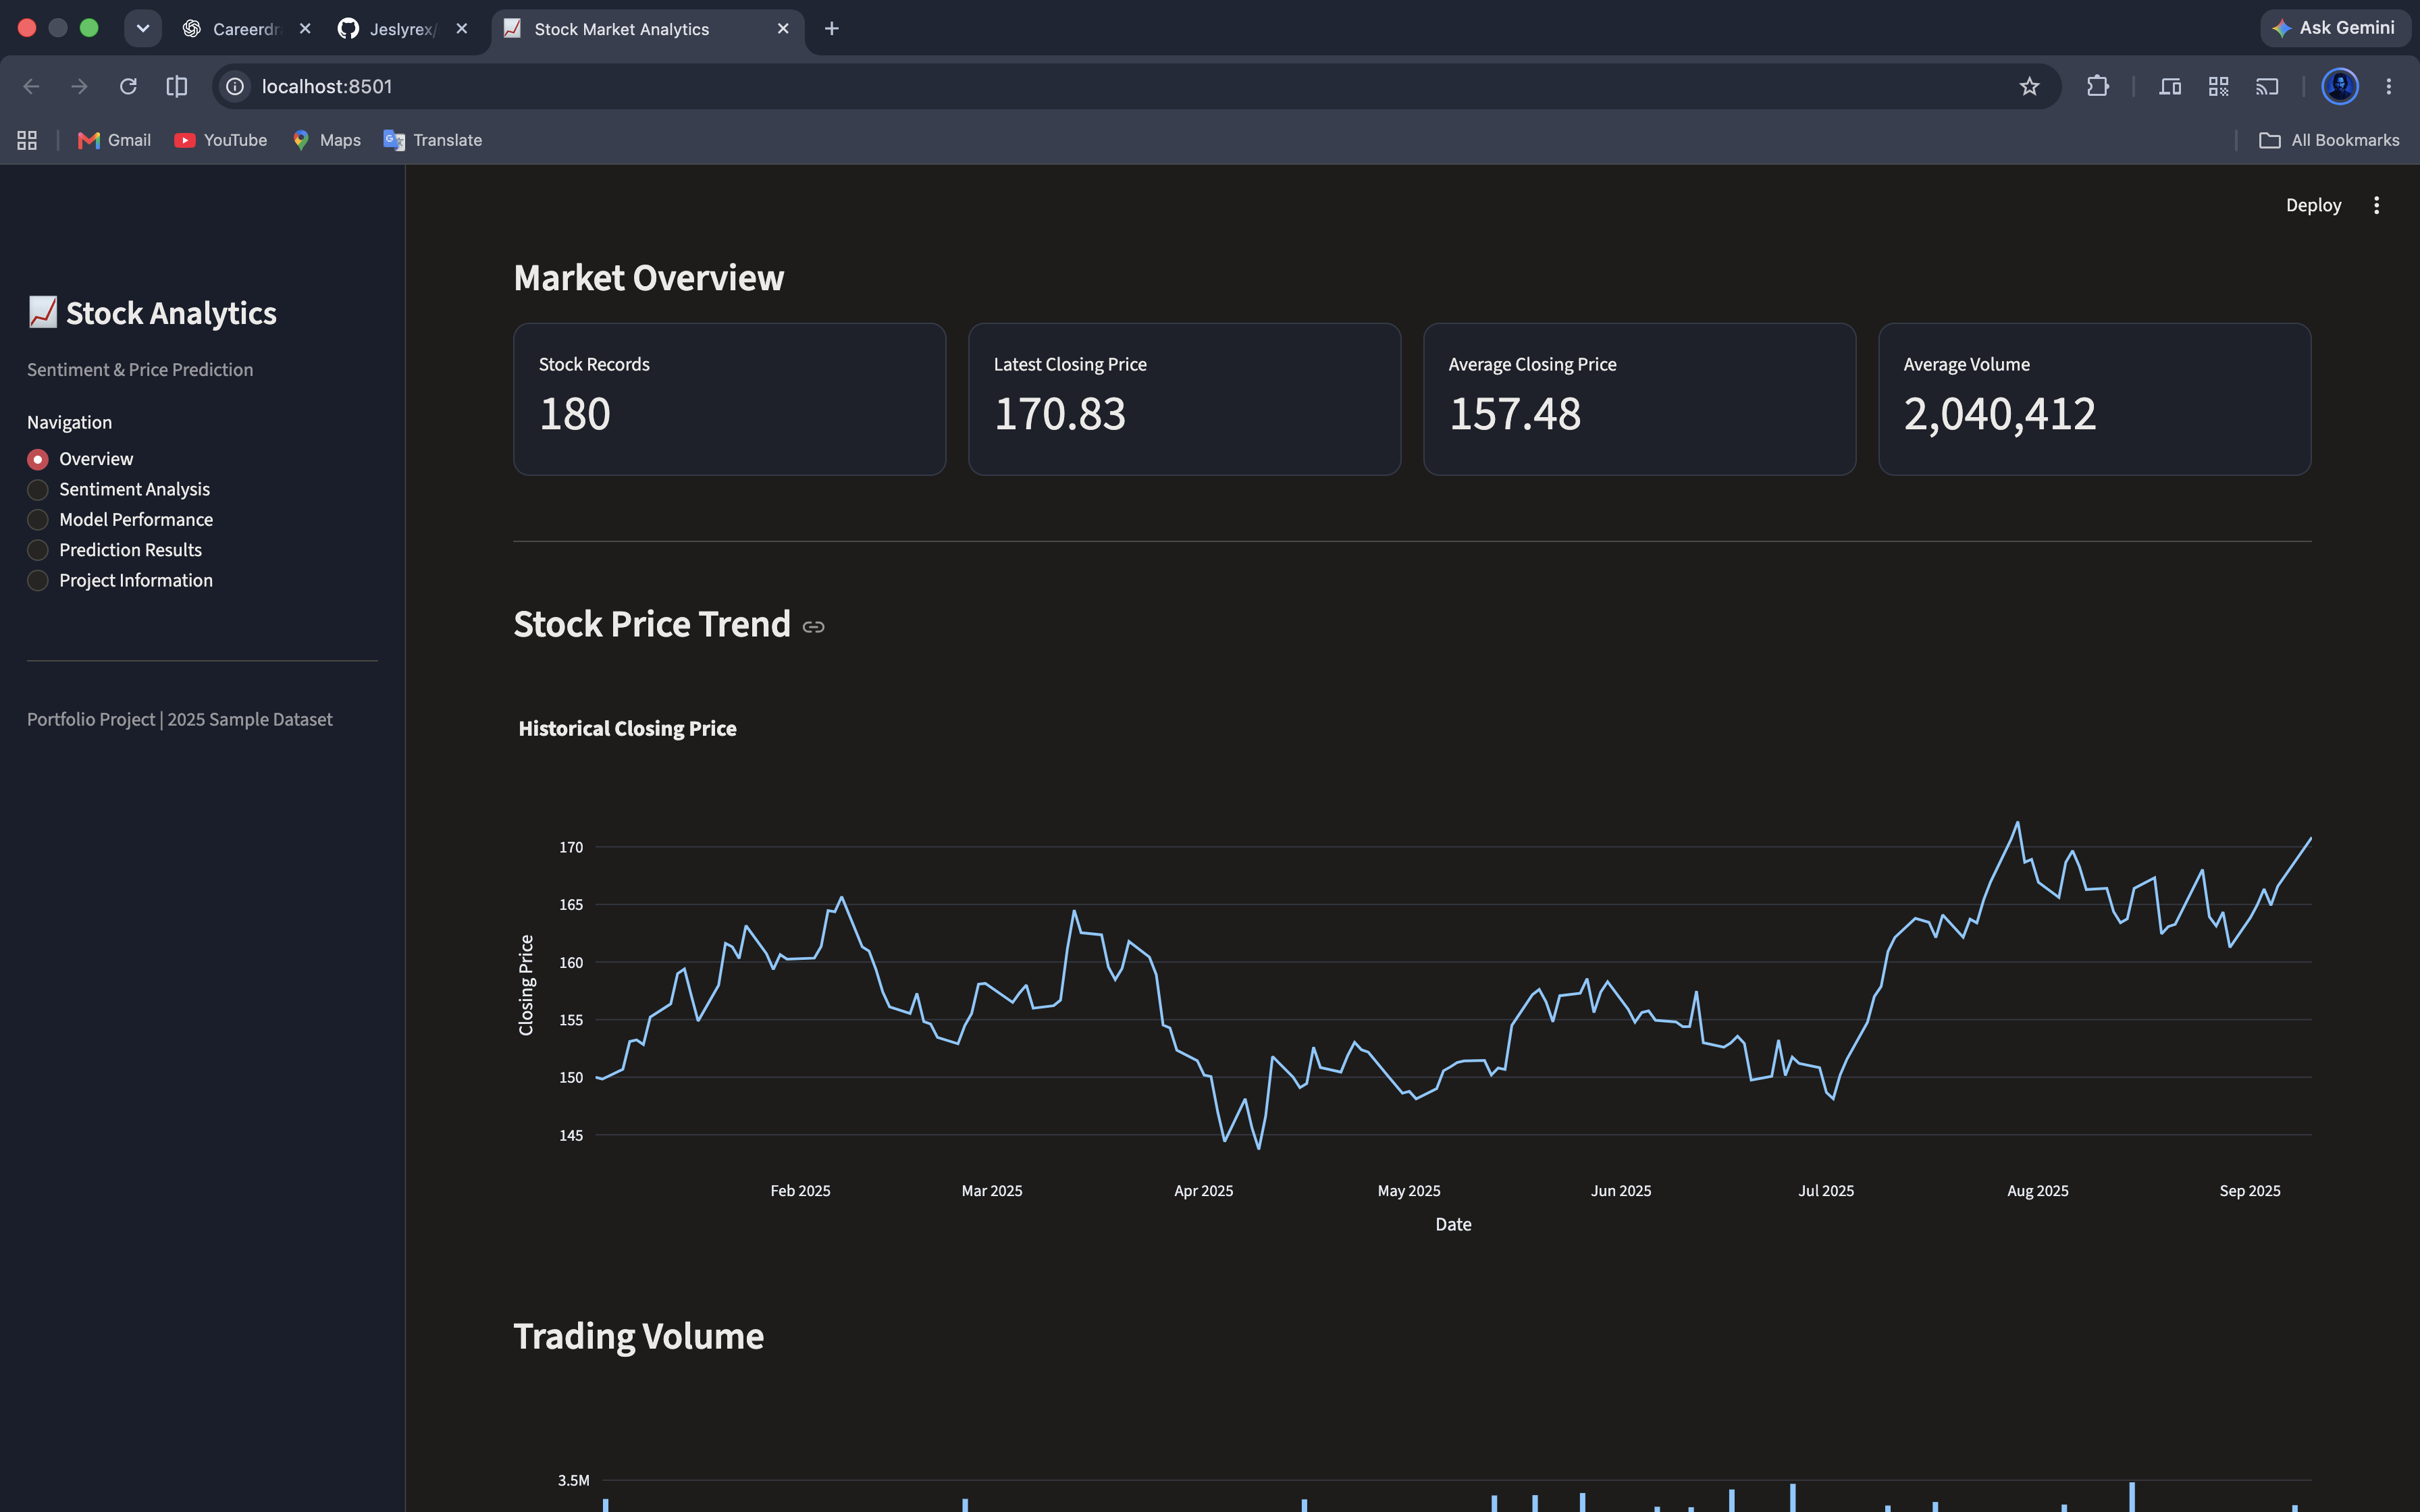 Careerdr
Jeslyrex/
Stock Market Analytics
Ask Gemini
localhost:8501
Gmail
YouTube
Maps
Translate
All Bookmarks
Deploy
Stock Analytics
Sentiment & Price Prediction
Navigation
Overview
Sentiment Analysis
Model Performance
Prediction Results
Project Information
Portfolio Project | 2025 Sample Dataset
Market Overview
Stock Records
180
Latest Closing Price
170.83
Average Closing Price
157.48
Average Volume
2,040,412
Stock Price Trend
Historical Closing Price
170
165
160
155
150
145
Closing Price
Feb 2025
Mar 2025
Apr 2025
May 2025
Jun 2025
Jul 2025
Aug 2025
Sep 2025
Date
Trading Volume
3.5M